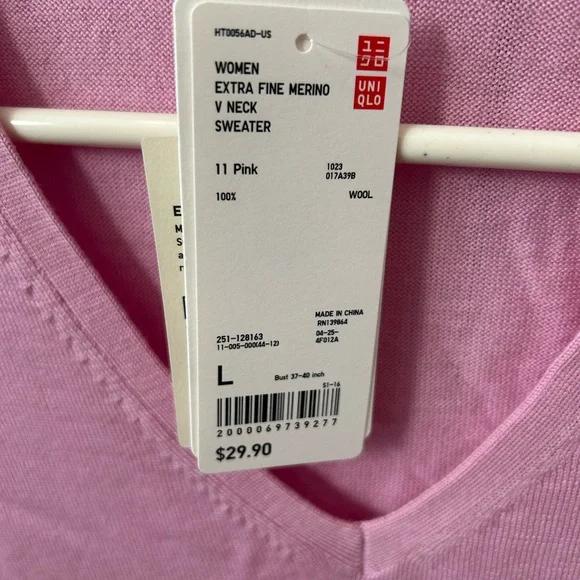 HT0056AD-US
ユニ
クロ
UNI
QLO
WOMEN
EXTRA FINE MERINO
V NECK
SWEATER
11 Pink
1023
017A39B
100% WOOL
MADE IN CHINA
RN139864
251-128163
04-25-
11-005-000(44-12)
4F012A
L
Bust 37-40 inch
S1-16
2000069739277
$29.90